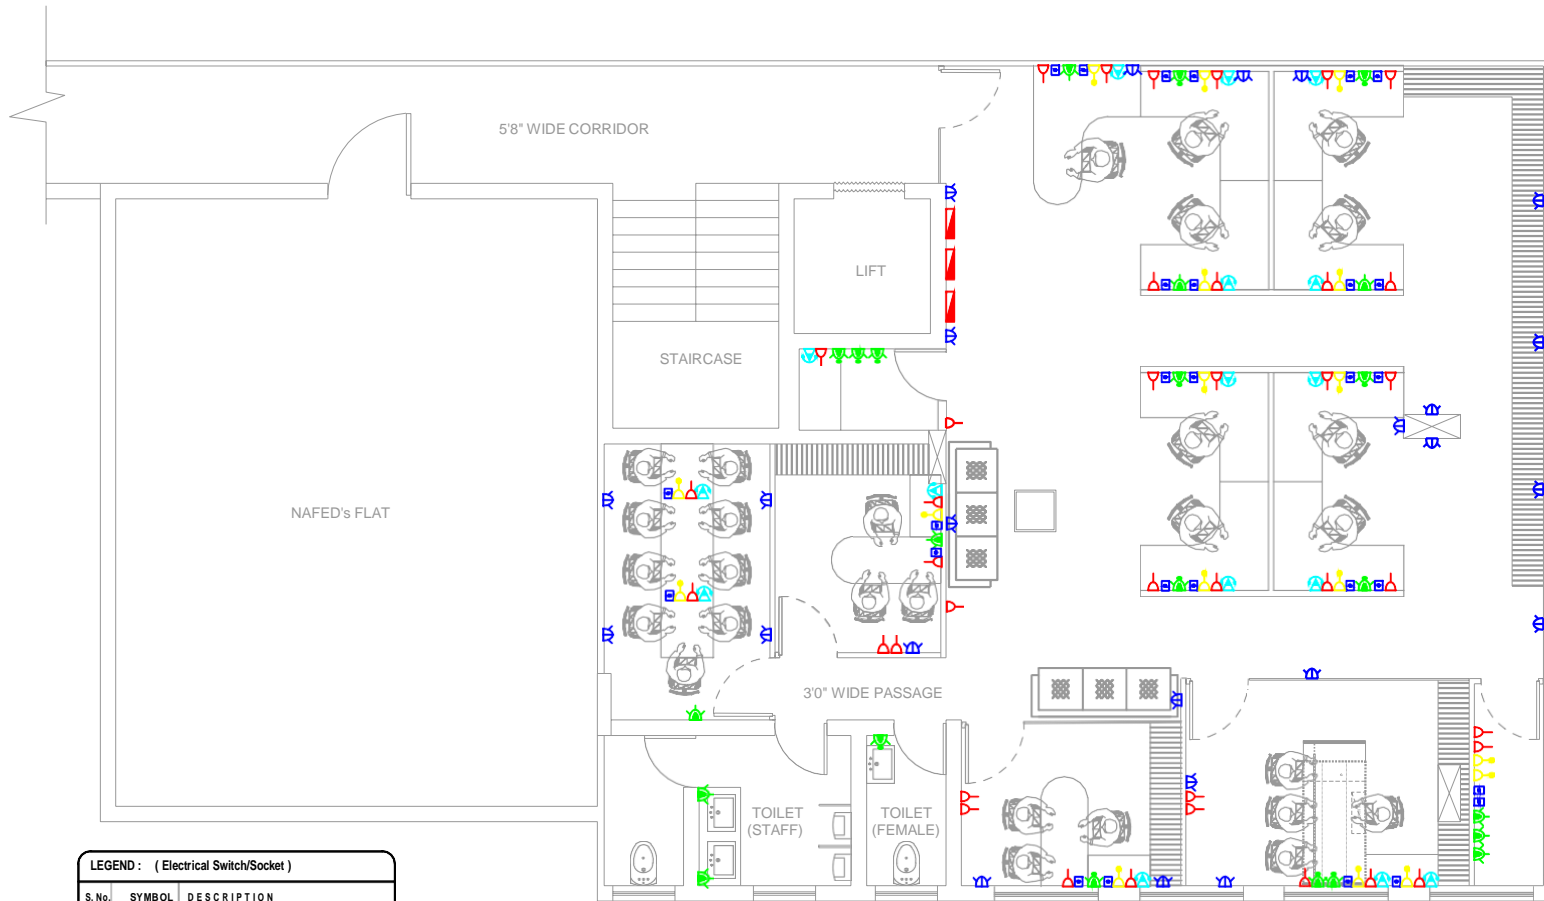 5'8" WIDE CORRIDOR
LIFT
STAIRCASE
NAFED's FLAT
3'0" WIDE PASSAGE
TOILET
(STAFF)
TOILET
(FEMALE)
LEGEND : ( Electrical Switch/Socket )
S.No. SYMBOL DESCRIPTION